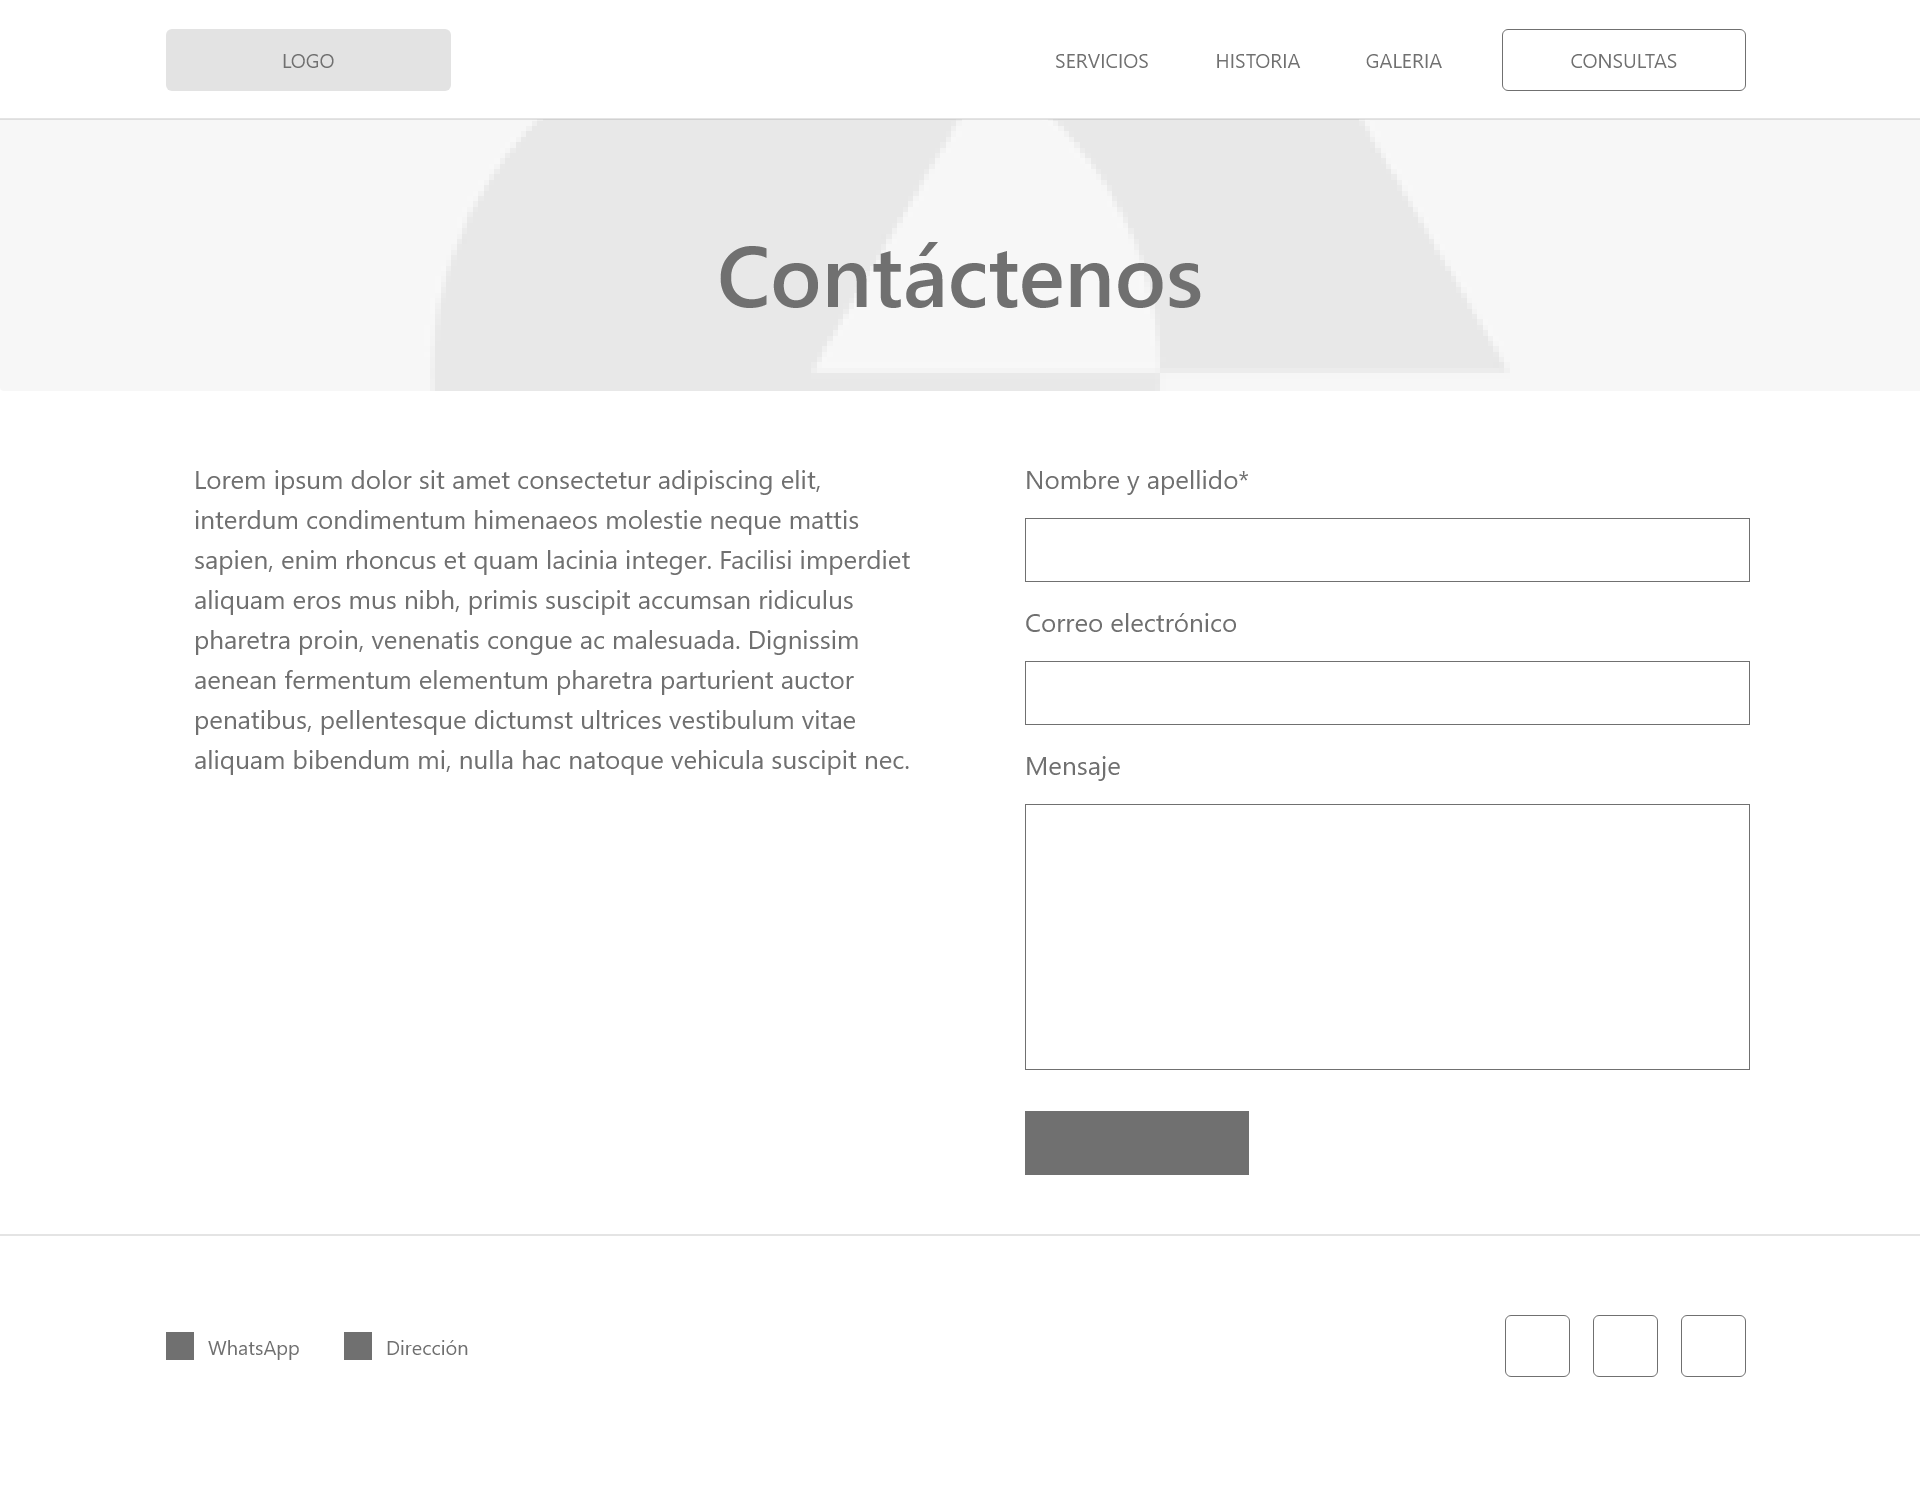 LOGO
SERVICIOS
HISTORIA
GALERIA
CONSULTAS
Contáctenos
Lorem ipsum dolor sit amet consectetur adipiscing elit,
interdum condimentum himenaeos molestie neque mattis
sapien, enim rhoncus et quam lacinia integer. Facilisi imperdiet
aliquam eros mus nibh, primis suscipit accumsan ridiculus
pharetra proin, venenatis congue ac malesuada. Dignissim
aenean fermentum elementum pharetra parturient auctor
penatibus, pellentesque dictumst ultrices vestibulum vitae
aliquam bibendum mi, nulla hac natoque vehicula suscipit nec.
Nombre y apellido*
Correo electrónico
Mensaje
WhatsApp
Dirección